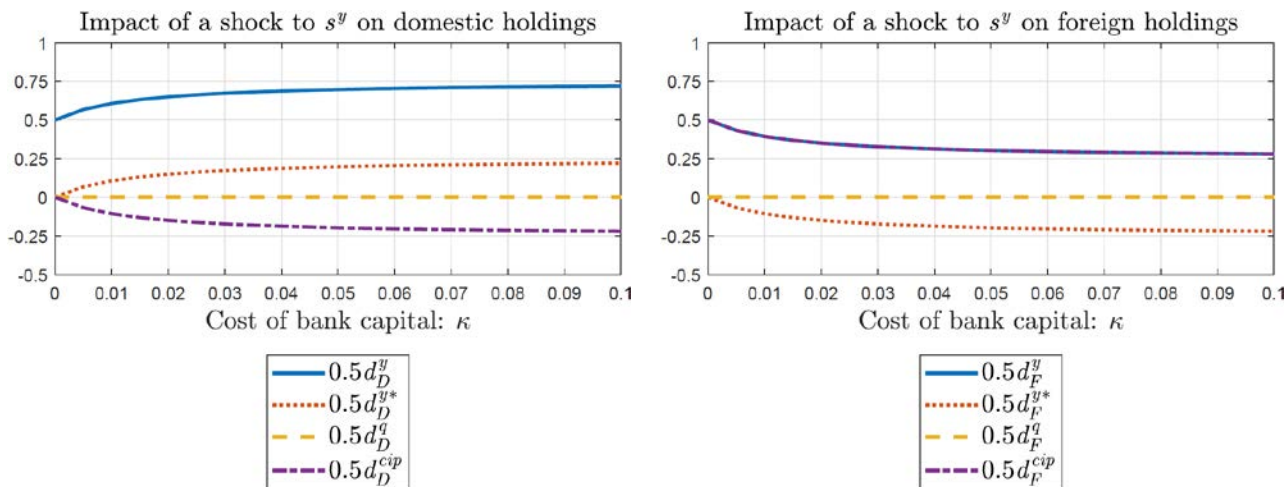 Impact of a shock to $s^y$ on domestic holdings
1
0.75
0.5
0.25
0
-0.25
-0.5
0 0.01 0.02 0.03 0.04 0.05 0.06 0.07 0.08 0.09 0.1
Cost of bank capital: κ
$0.5d_D^y$
$0.5d_D^{y*}$
$0.5d_D^q$
$0.5d_D^{cip}$
Impact of a shock to $s^y$ on foreign holdings
1
0.75
0.5
0.25
0
-0.25
-0.5
0 0.01 0.02 0.03 0.04 0.05 0.06 0.07 0.08 0.09 0.1
Cost of bank capital: κ
$0.5d_F^y$
$0.5d_F^{y*}$
$0.5d_F^q$
$0.5d_F^{cip}$